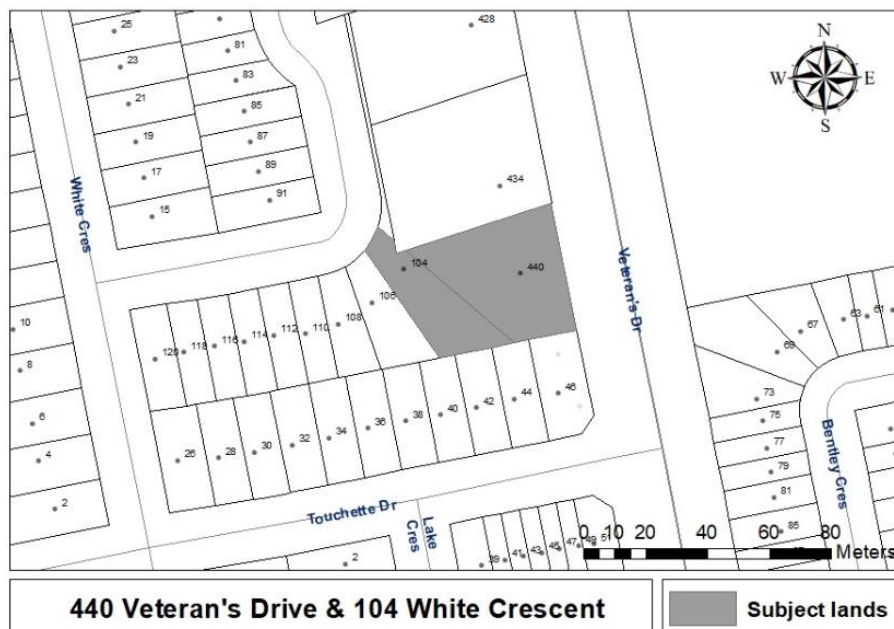 25
81
428
23
83
N
W E
S
21
85
19
87
17
89
434
91
15
White Cres
104
440
106
Veteran's Dr
10
120 118 116 114 112 110 108
63 61
67
69
8
6
26 28 30 32 34 36 38 40 42 44 46
73
75
4
77
79
2
81
Bentley Cres
85
Touchette Dr
Lake Cres
2
39 41 43 45 47 49 51
0 10 20 40 60 80
Meters
440 Veteran's Drive & 104 White Crescent
Subject lands